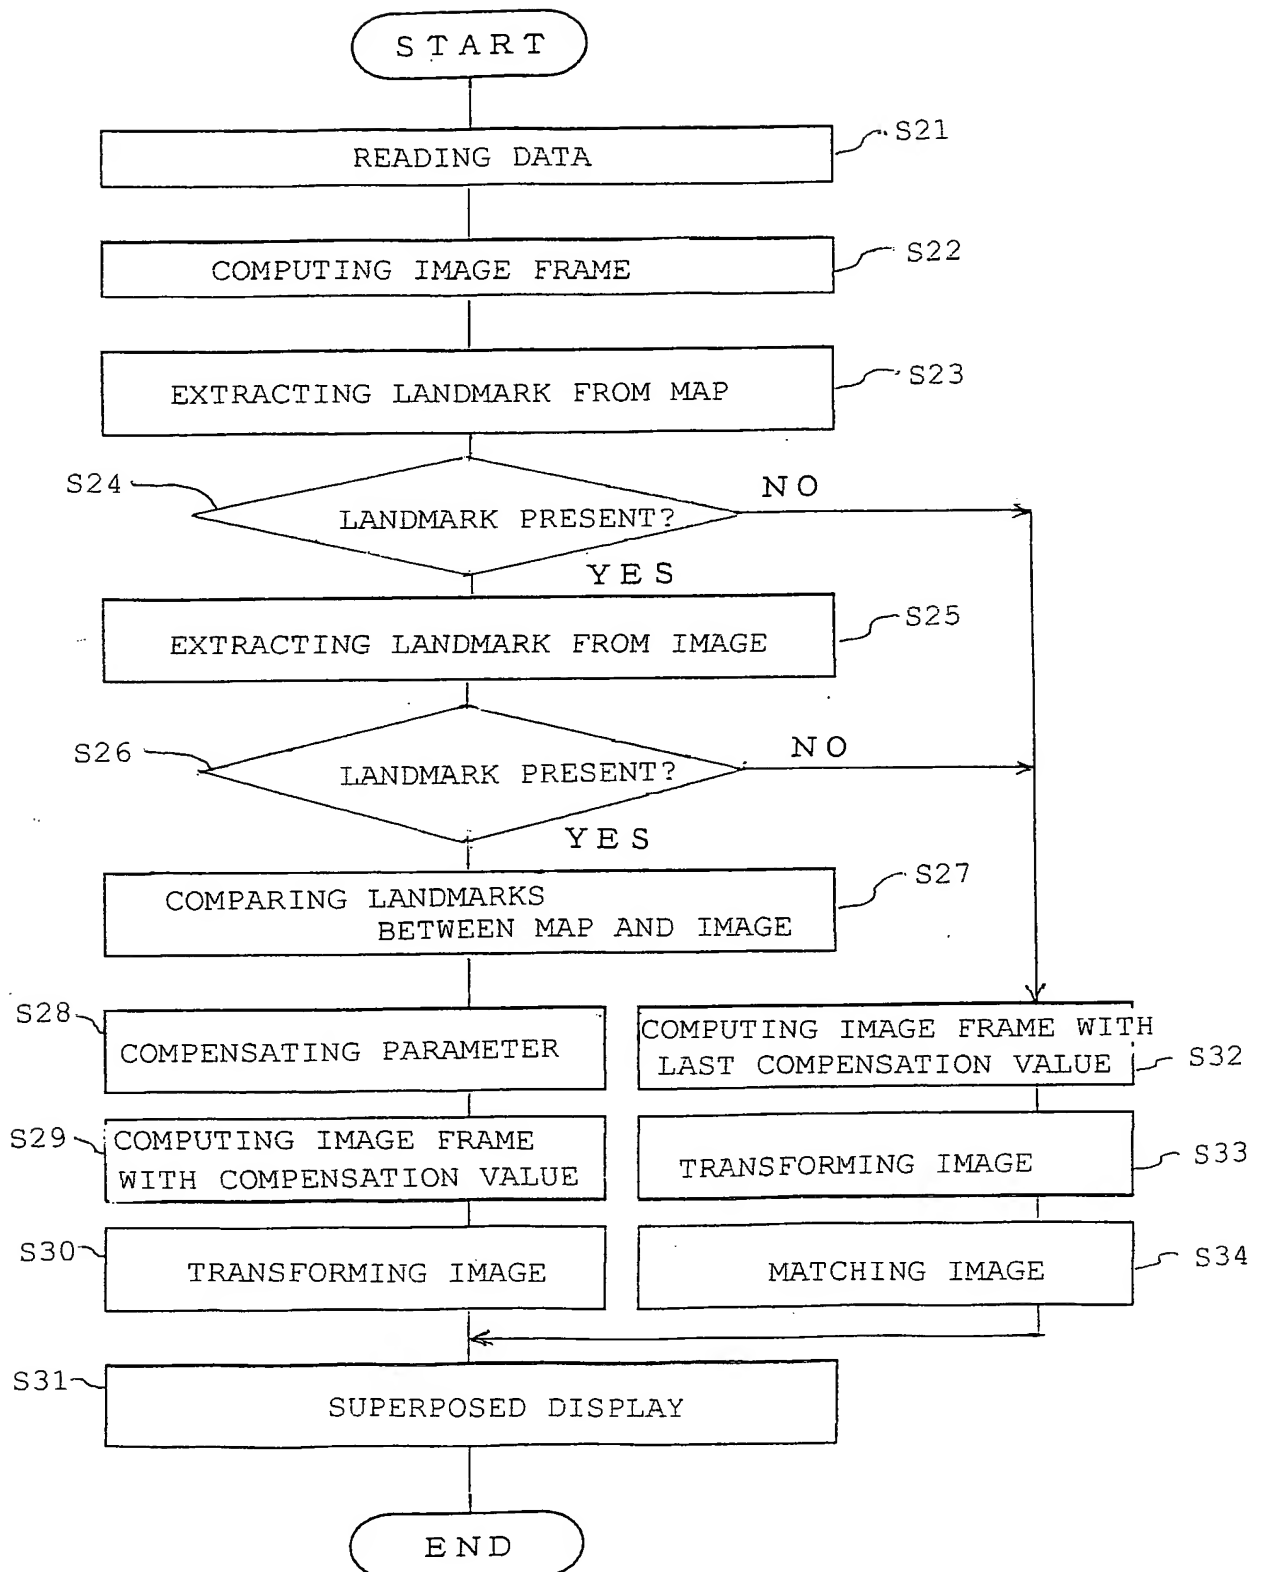 START
READING DATA
S21
COMPUTING IMAGE FRAME
S22
EXTRACTING LANDMARK FROM MAP
S23
S24
LANDMARK PRESENT?
NO
YES
EXTRACTING LANDMARK FROM IMAGE
S25
S26
LANDMARK PRESENT?
NO
YES
COMPARING LANDMARKS
BETWEEN MAP AND IMAGE
S27
S28
COMPENSATING PARAMETER
COMPUTING IMAGE FRAME WITH
LAST COMPENSATION VALUE
S32
S29
COMPUTING IMAGE FRAME
WITH COMPENSATION VALUE
TRANSFORMING IMAGE
S33
S30
TRANSFORMING IMAGE
MATCHING IMAGE
S34
S31
SUPERPOSED DISPLAY
END